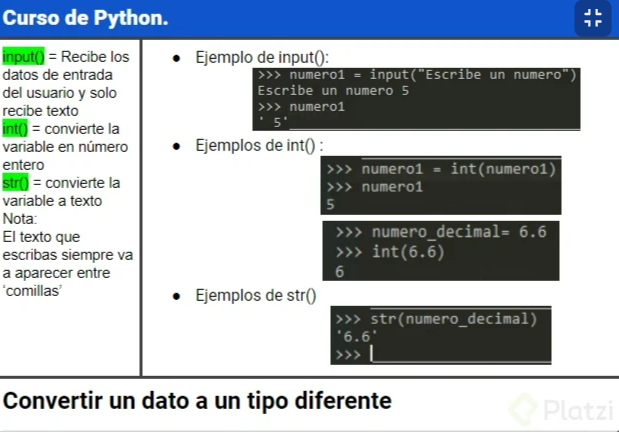 Curso de Python.
input() = Recibe los
datos de entrada
del usuario y solo
recibe texto
int() = convierte la
variable en número
entero
str() = convierte la
variable a texto
Nota:
El texto que
escribas siempre va
a aparecer entre
‘comillas’
● Ejemplo de input():
>>> numero1 = input("Escribe un numero")
Escribe un numero 5
>>> numero1
' 5'
● Ejemplos de int() :
>>> numero1 = int(numero1)
>>> numero1
5
>>> numero_decimal= 6.6
>>> int(6.6)
6
● Ejemplos de str()
>>> str(numero_decimal)
'6.6'
>>>
Convertir un dato a un tipo diferente
Platzi